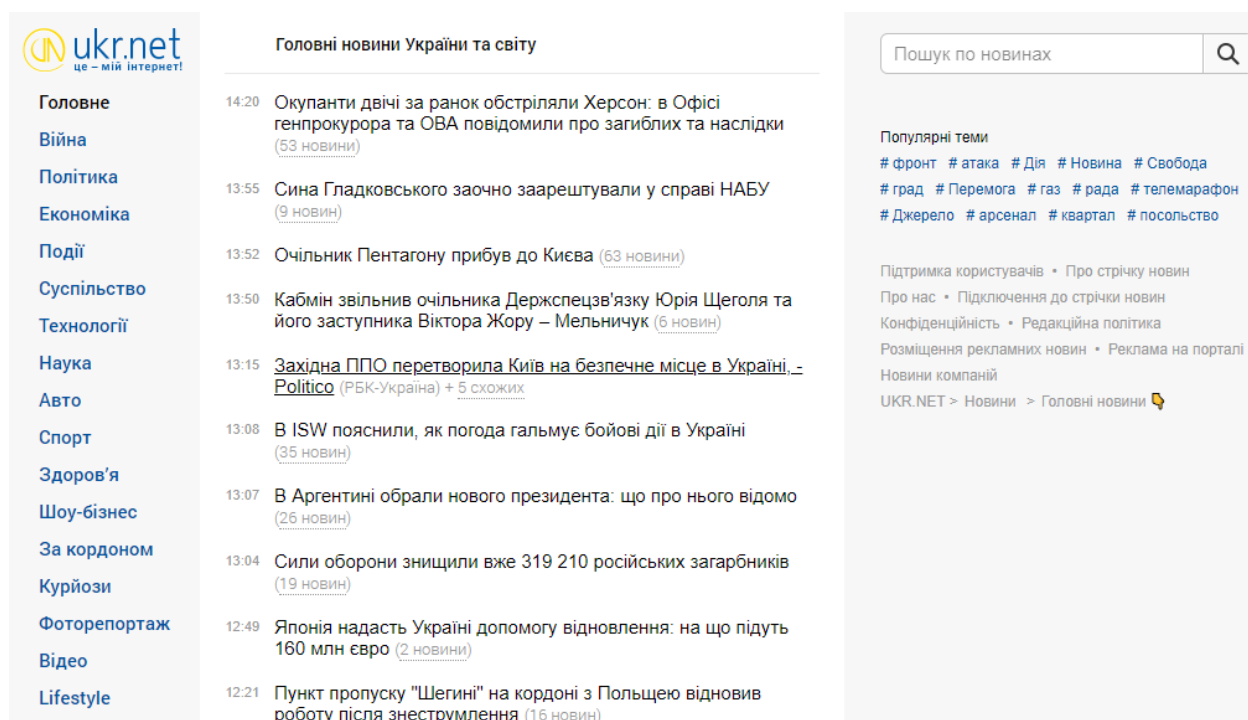 ukr.net
це – мій інтернет!
Головне
Війна
Політика
Економіка
Події
Суспільство
Технології
Наука
Авто
Спорт
Здоров'я
Шоу-бізнес
За кордоном
Курйози
Фоторепортаж
Відео
Lifestyle
Головні новини України та світу
14:20 Окупанти двічі за ранок обстріляли Херсон: в Офісі
генпрокурора та ОВА повідомили про загиблих та наслідки
(53 новини)
13:55 Сина Гладковського заочно заарештували у справі НАБУ
(9 новин)
13:52 Очільник Пентагону прибув до Києва (63 новини)
13:50 Кабмін звільнив очільника Держспецзв'язку Юрія Щеголя та
його заступника Віктора Жору – Мельничук (6 новин)
13:15 Західна ППО перетворила Київ на безпечне місце в Україні, -
Politico (РБК-Україна) + 5 схожих
13:08 В ISW пояснили, як погода гальмує бойові дії в Україні
(35 новин)
13:07 В Аргентині обрали нового президента: що про нього відомо
(26 новин)
13:04 Сили оборони знищили вже 319 210 російських загарбників
(19 новин)
12:49 Японія надасть Україні допомогу відновлення: на що підуть
160 млн євро (2 новини)
12:21 Пункт пропуску "Шегині" на кордоні з Польщею відновив
роботу після знеструмлення (16 новин)
Пошук по новинах
Популярні теми
# фронт # атака # Дія # Новина # Свобода
# град # Перемога # газ # рада # телемарафон
# Джерело # арсенал # квартал # посольство
Підтримка користувачів • Про стрічку новин
Про нас • Підключення до стрічки новин
Конфіденційність • Редакційна політика
Розміщення рекламних новин • Реклама на порталі
Новини компаній
UKR.NET > Новини > Головні новини 👇